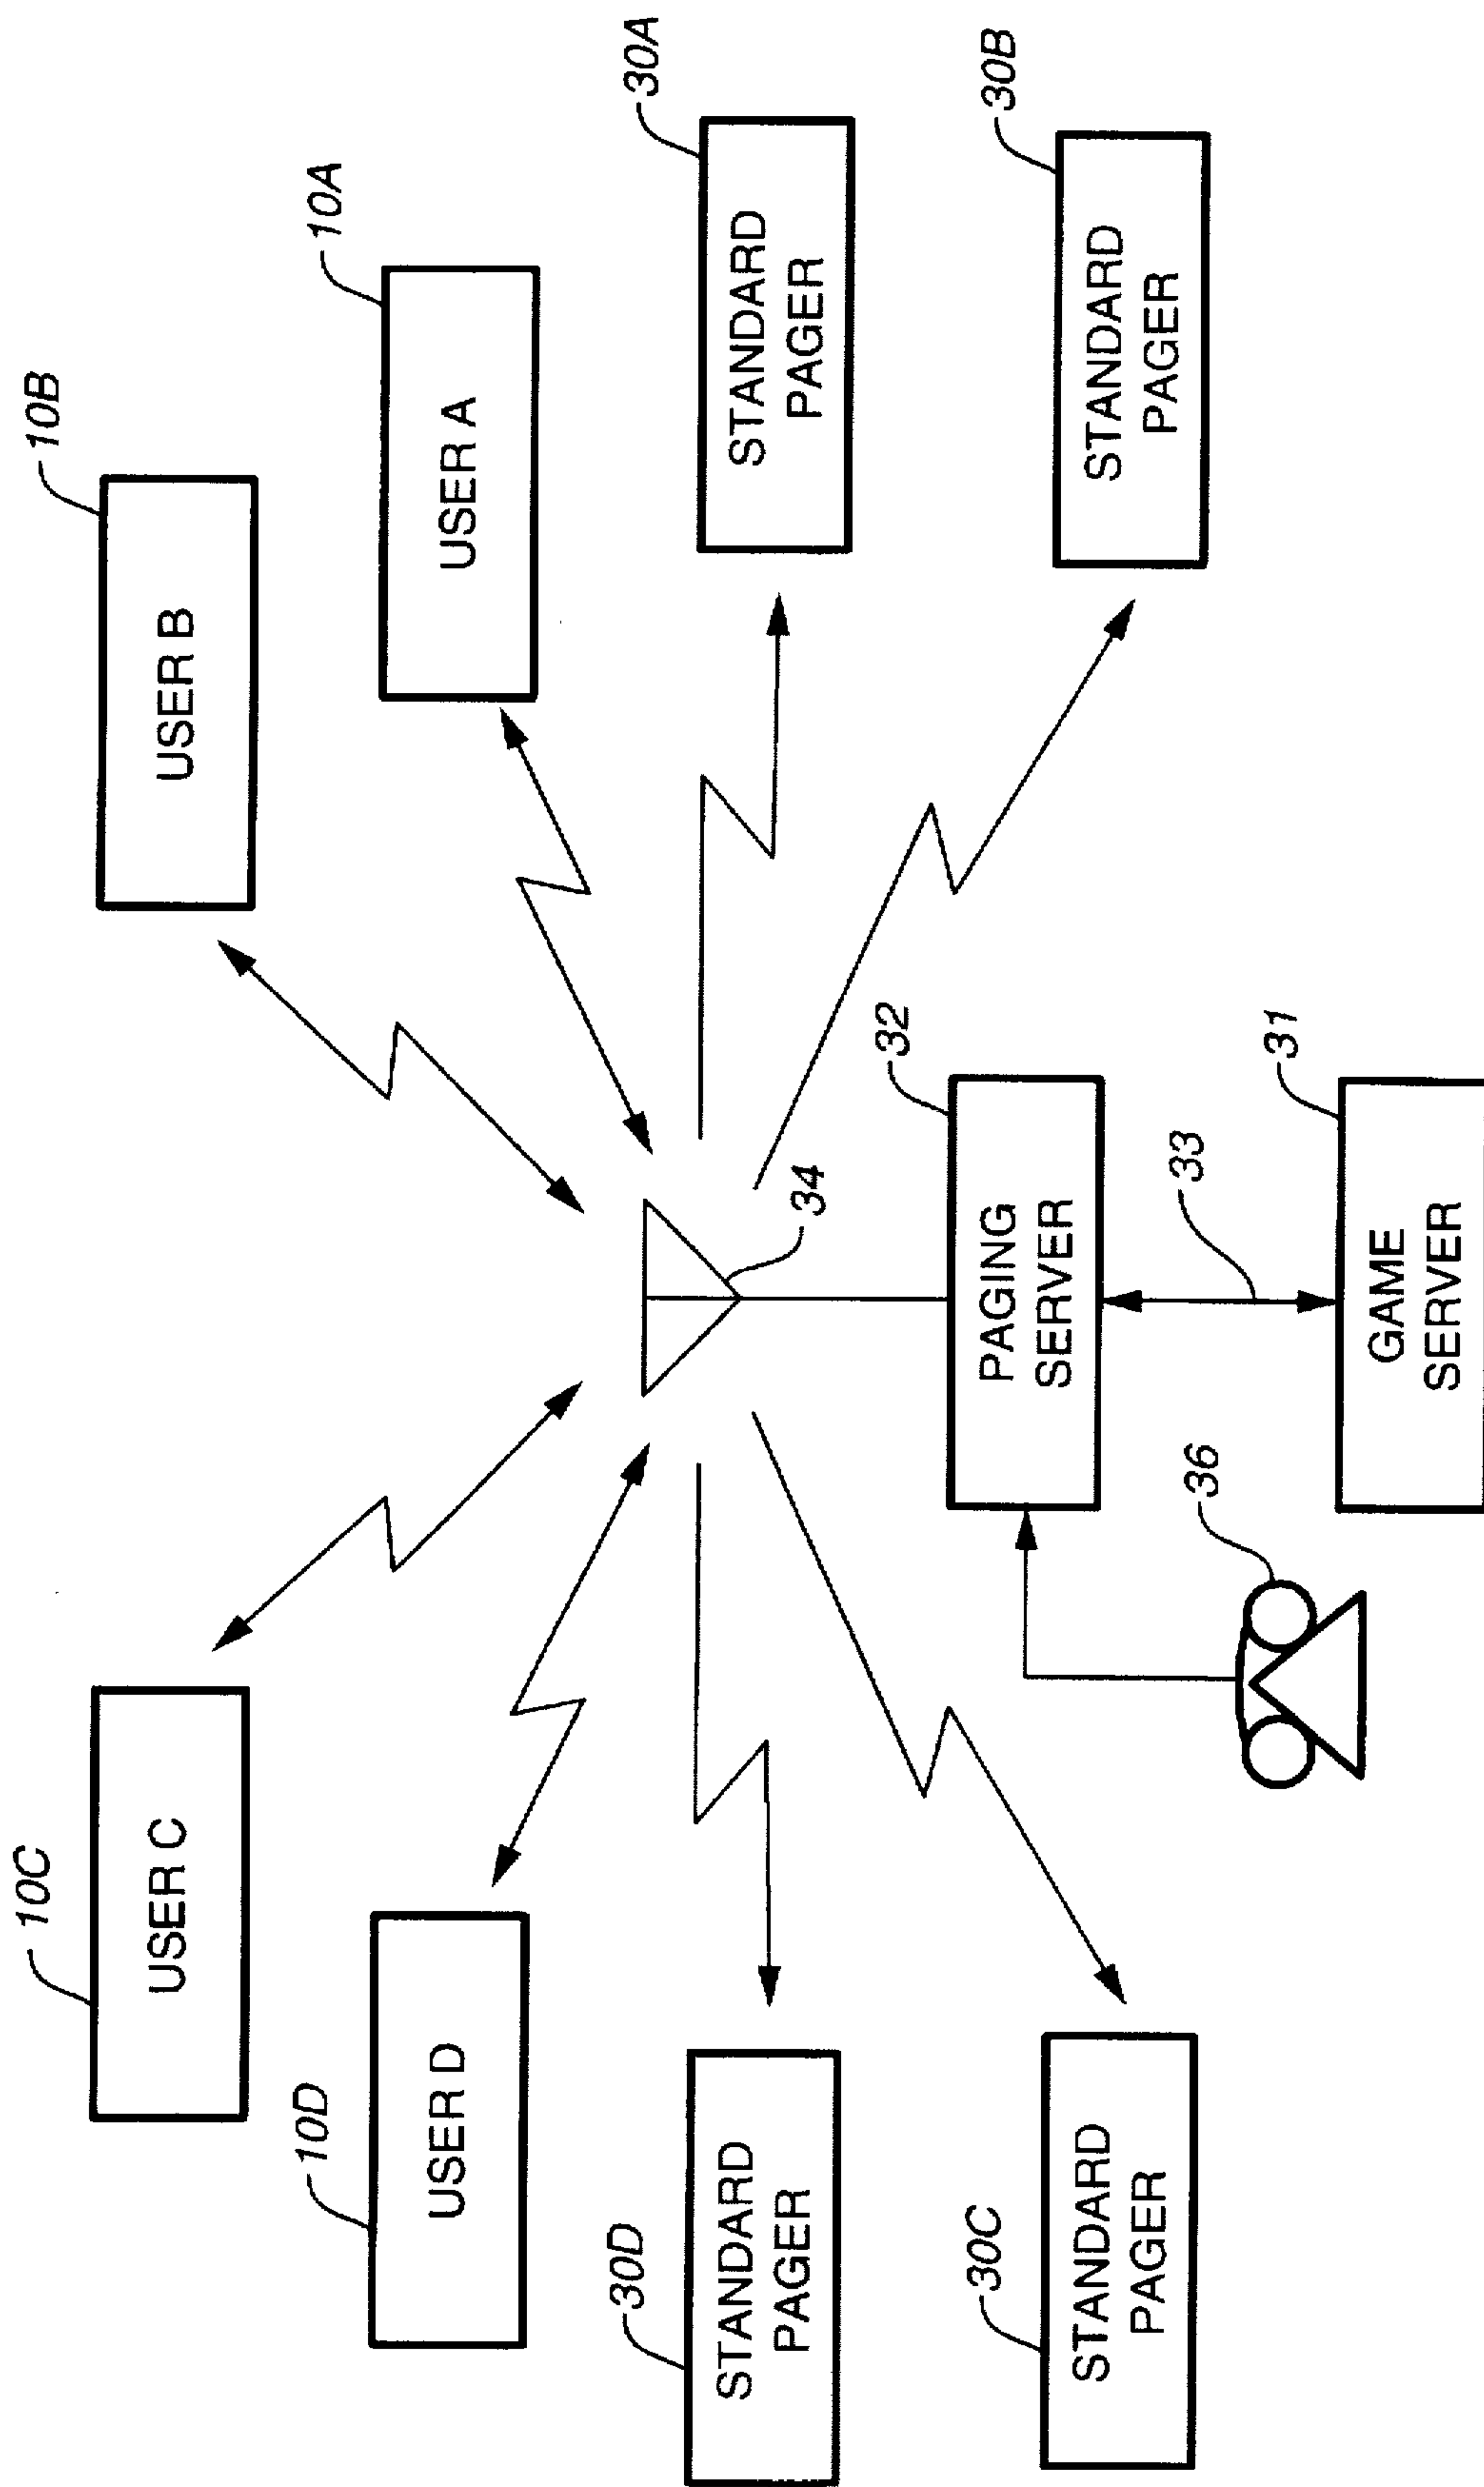 10C
USER C
10B
USER B
10D
USER D
10A
USER A
30D
STANDARD
PAGER
34
30A
STANDARD
PAGER
30C
STANDARD
PAGER
32
PAGING
SERVER
30B
STANDARD
PAGER
36
33
31
GAME
SERVER